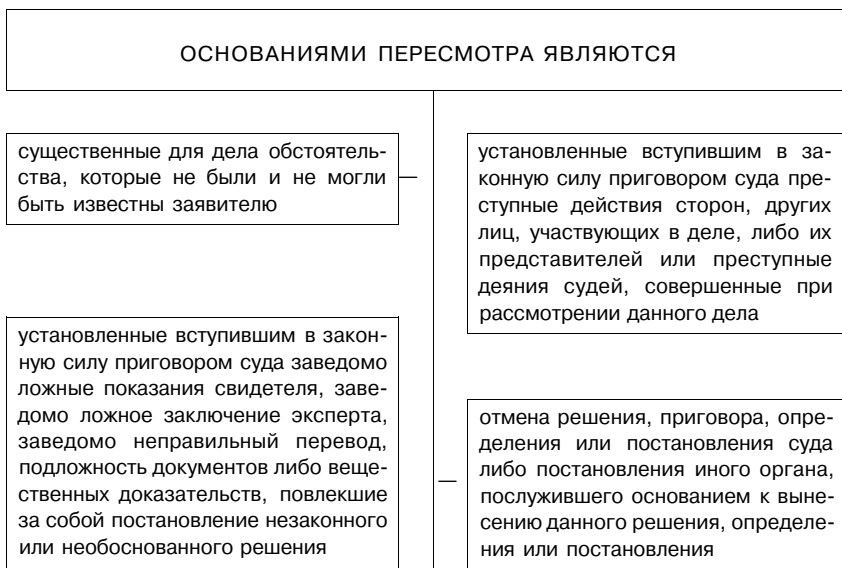 ОСНОВАНИЯМИ ПЕРЕСМОТРА ЯВЛЯЮТСЯ
существенные для дела обстоятель-
ства, которые не были и не могли
быть известны заявителю
установленные вступившим в за-
конную силу приговором суда пре-
ступные действия сторон, других
лиц, участвующих в деле, либо их
представителей или преступные
деяния судей, совершенные при
рассмотрении данного дела
установленные вступившим в закон-
ную силу приговором суда заведомо
ложные показания свидетеля, заве-
домо ложное заключение эксперта,
заведомо неправильный перевод,
подложность документов либо веще-
ственных доказательств, повлекшие
за собой постановление незаконного
или необоснованного решения
отмена решения, приговора, опре-
деления или постановления суда
либо постановления иного органа,
послужившего основанием к выне-
сению данного решения, определе-
ния или постановления